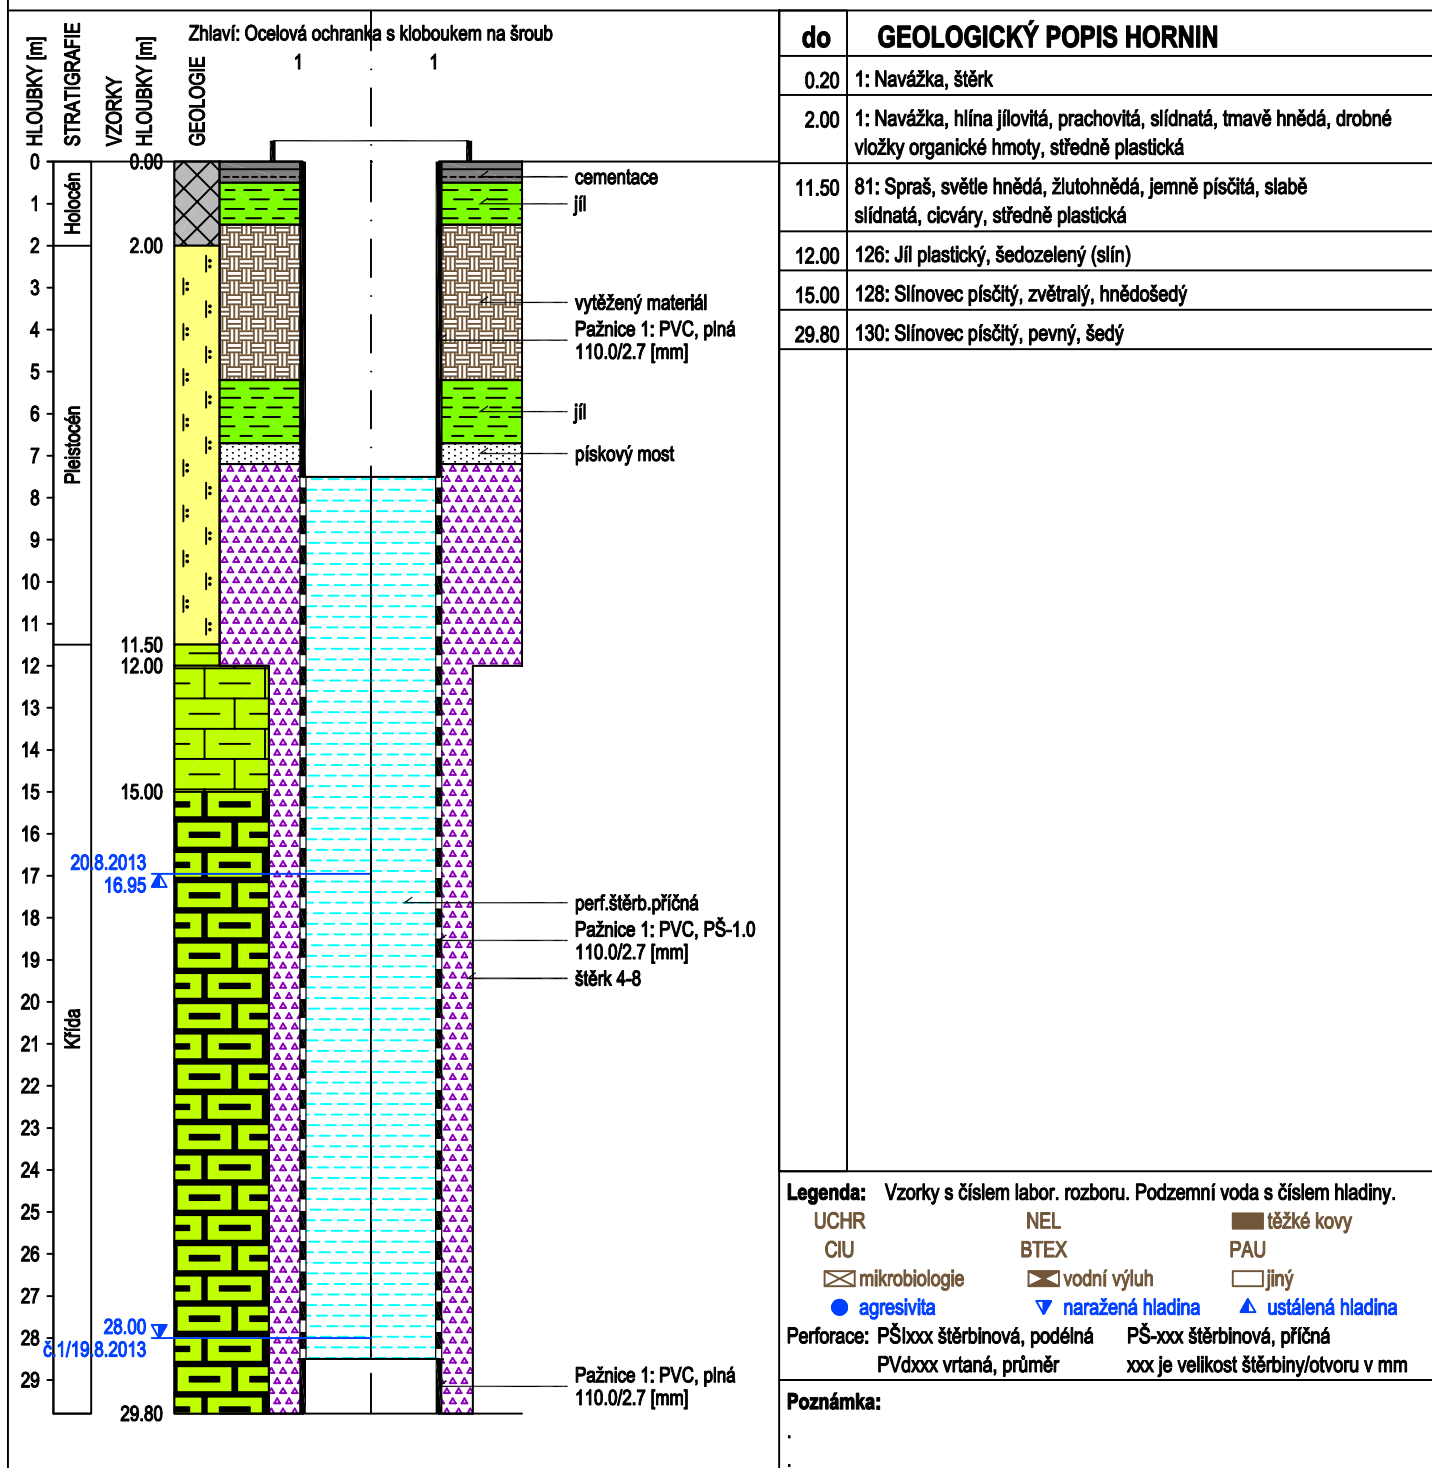 HLOUBKY [m]
STRATIGRAFIE
VZORKY
HLOUBKY [m]
GEOLOGIE
Zhlaví: Ocelová ochranka s kloboukem na šroub
1 1
0
1
2
3
4
5
6
7
8
9
10
11
12
13
14
15
16
17
18
19
20
21
22
23
24
25
26
27
28
29
Holocén
Pleistocén
Křída
0.00
2.00
11.50
12.00
15.00
20.8.2013
16.95
28.00
č.1/19.8.2013
29.80
cementace
jíl
vytěžený materiál
Pažnice 1: PVC, plná
110.0/2.7 [mm]
jíl
pískový most
perf.štěrb.příčná
Pažnice 1: PVC, PŠ-1.0
110.0/2.7 [mm]
štěrk 4-8
Pažnice 1: PVC, plná
110.0/2.7 [mm]
do GEOLOGICKÝ POPIS HORNIN
0.20 1: Navážka, štěrk
2.00 1: Navážka, hlína jílovitá, prachovitá, slídnatá, tmavě hnědá, drobné
vložky organické hmoty, středně plastická
11.50 81: Spraš, světle hnědá, žlutohnědá, jemně písčitá, slabě
slídnatá, cicváry, středně plastická
12.00 126: Jíl plastický, šedozelený (slín)
15.00 128: Slínovec písčitý, zvětralý, hnědošedý
29.80 130: Slínovec písčitý, pevný, šedý
Legenda: Vzorky s číslem labor. rozboru. Podzemní voda s číslem hladiny.
UCHR NEL těžké kovy
CIU BTEX PAU
mikrobiologie vodní výluh jiný
agresivita naražená hladina ustálená hladina
Perforace: PŠlxxx štěrbinová, podélná PŠ-xxx štěrbinová, příčná
PVdxxx vrtaná, průměr xxx je velikost štěrbiny/otvoru v mm
Poznámka:
.
.